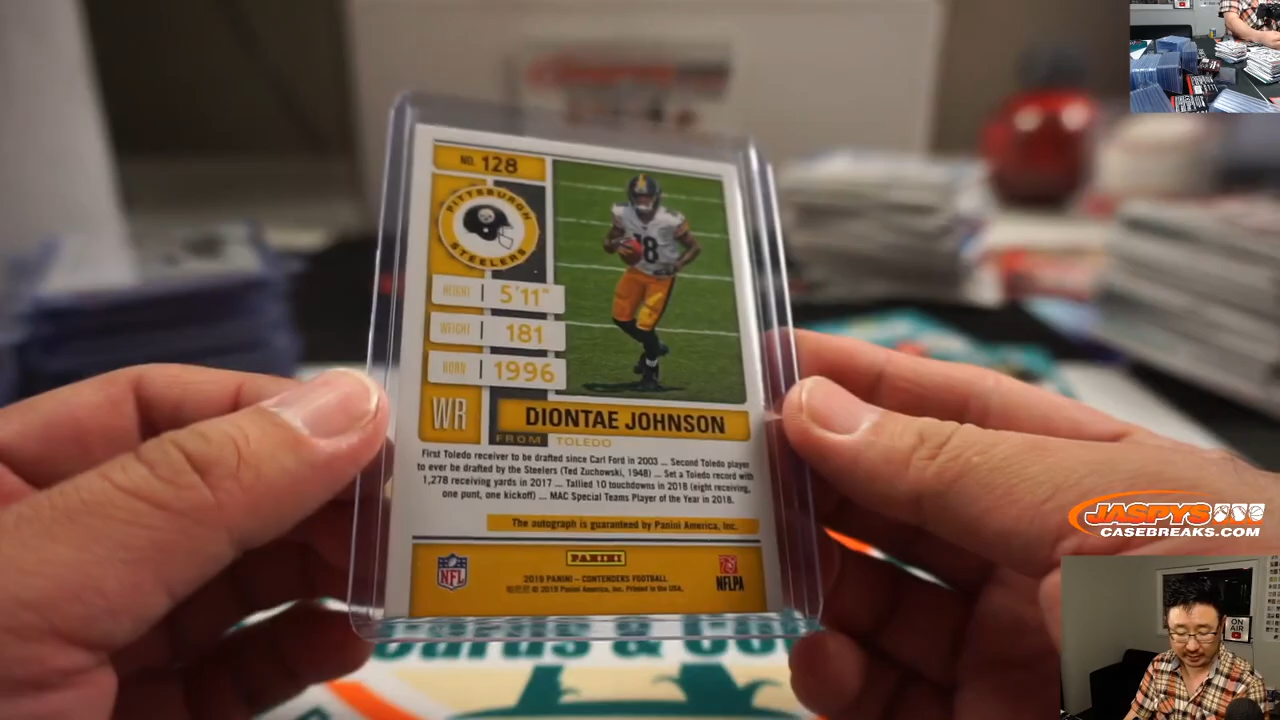 NO. 128
PITTSBURGH
STEELERS
18
HEIGHT 5'11"
WEIGHT 181
BORN 1996
WR
DIONTAE JOHNSON
FROM TOLEDO
First Toledo receiver to be drafted since Carl Ford in 2003 ... Second Toledo player
to ever be drafted by the Steelers (Ted Zuchowski, 1948) ... Set a Toledo record with
1,278 receiving yards in 2017 ... Tallied 10 touchdowns in 2018 (eight receiving,
one punt, one kickoff) ... MAC Special Teams Player of the Year in 2018.
The autograph is guaranteed by Panini America, Inc.
NFL
PANINI
NFLPA
2019 PANINI – CONTENDERS FOOTBALL
© 2019 Panini America, Inc. Printed in the USA.
Cards &
JASPYS
CASEBREAKS.COM
ON
AIR